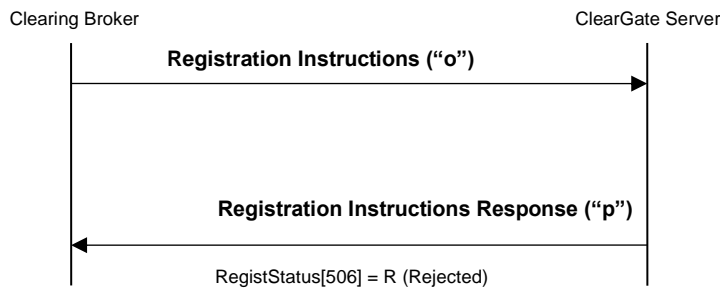 Clearing Broker
ClearGate Server
Registration Instructions (“o”)
Registration Instructions Response (“p”)
RegistStatus[506] = R (Rejected)